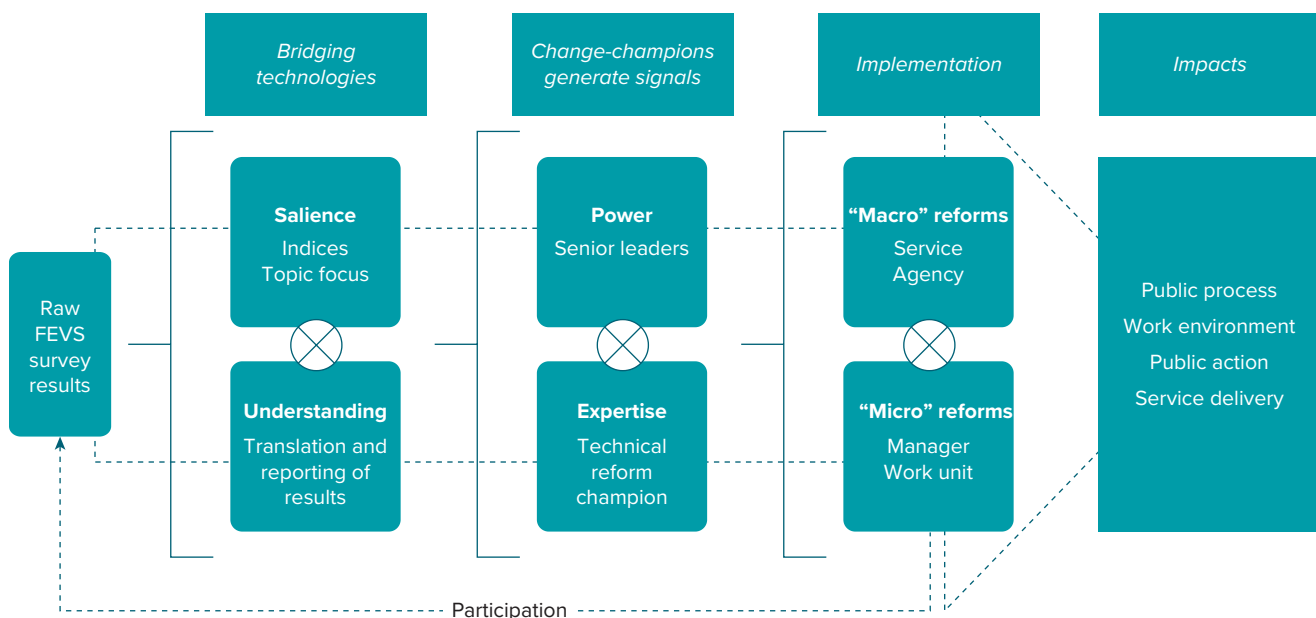 Bridging
technologies
Change-champions
generate signals
Implementation
Impacts
Raw
FEVS
survey
results
Salience
Indices
Topic focus
Understanding
Translation and
reporting of
results
Power
Senior leaders
Expertise
Technical
reform
champion
“Macro” reforms
Service
Agency
“Micro” reforms
Manager
Work unit
Public process
Work environment
Public action
Service delivery
Participation